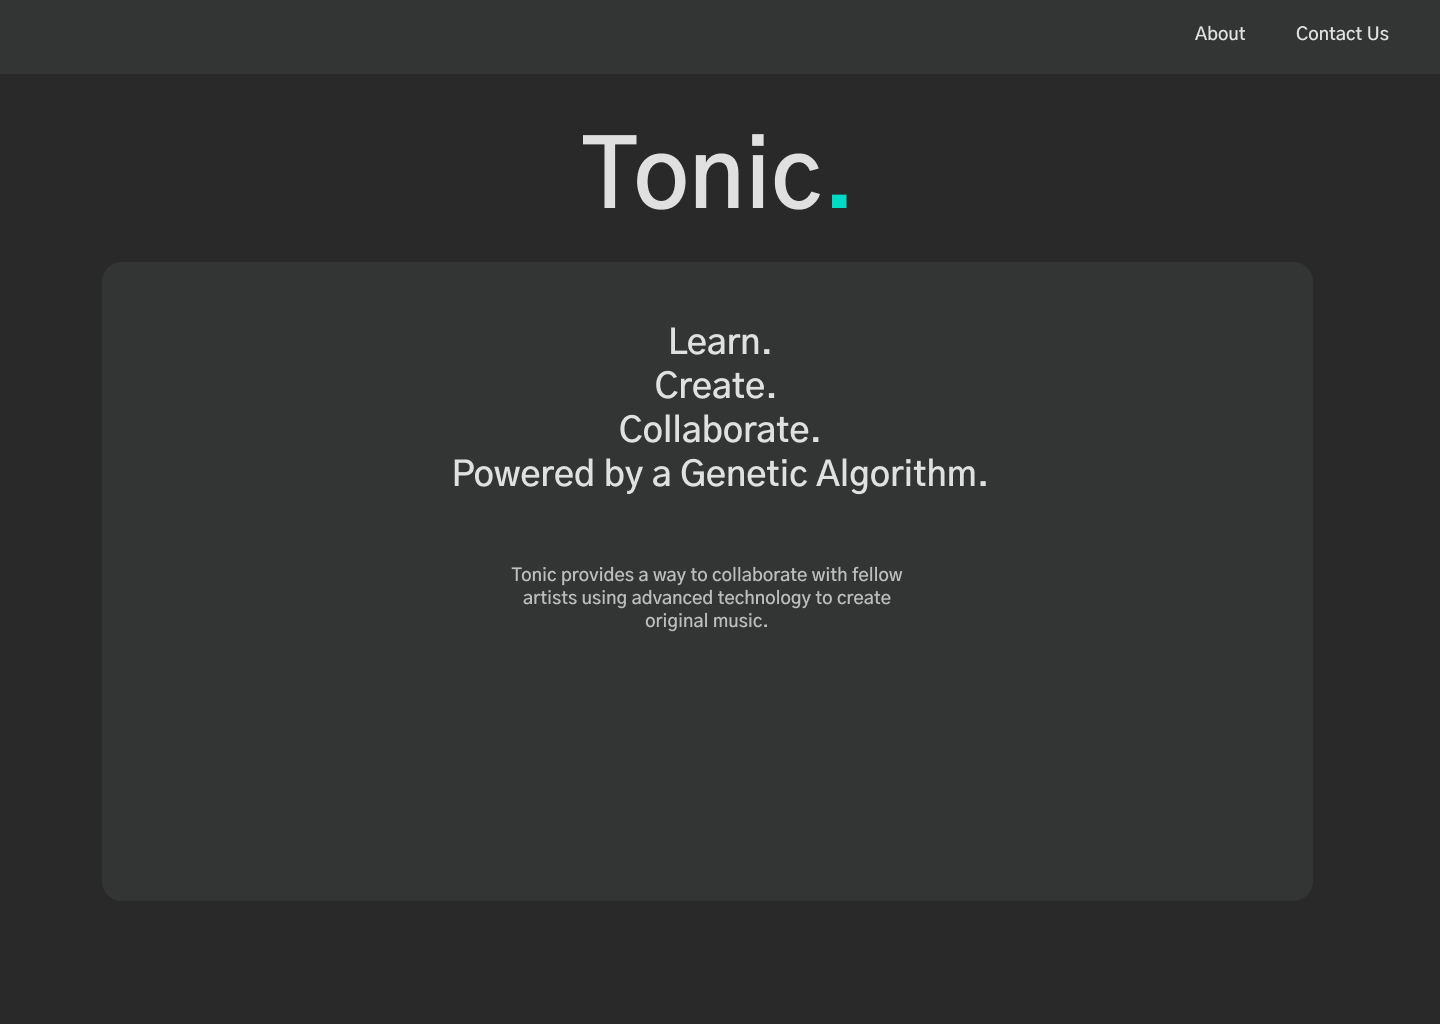 About Contact Us
Tonic.
Learn.
Create.
Collaborate.
Powered by a Genetic Algorithm.
Tonic provides a way to collaborate with fellow
artists using advanced technology to create
original music.